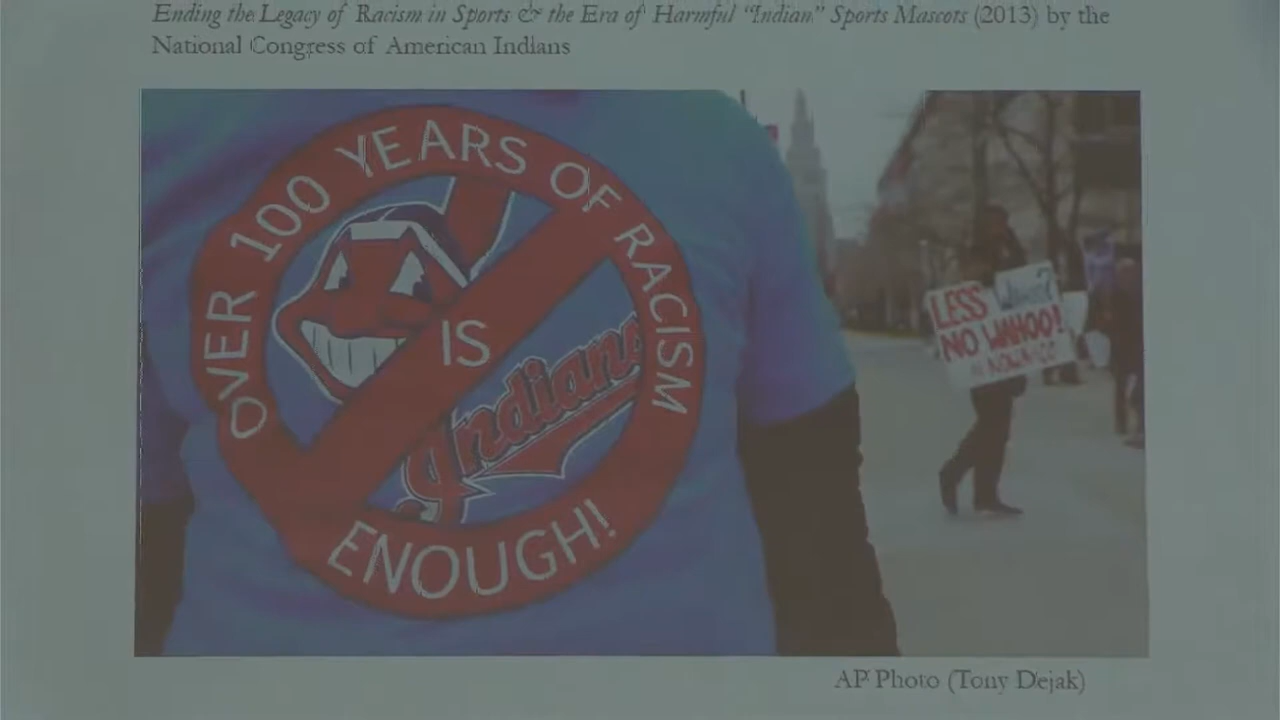 Ending the Legacy of Racism in Sports & the Era of Harmful "Indian" Sports Mascots (2013) by the
National Congress of American Indians
OVER 100 YEARS OF RACISM
IS
Indians
ENOUGH!
LESS
NO WAHOO!
AP Photo (Tony Dejak)